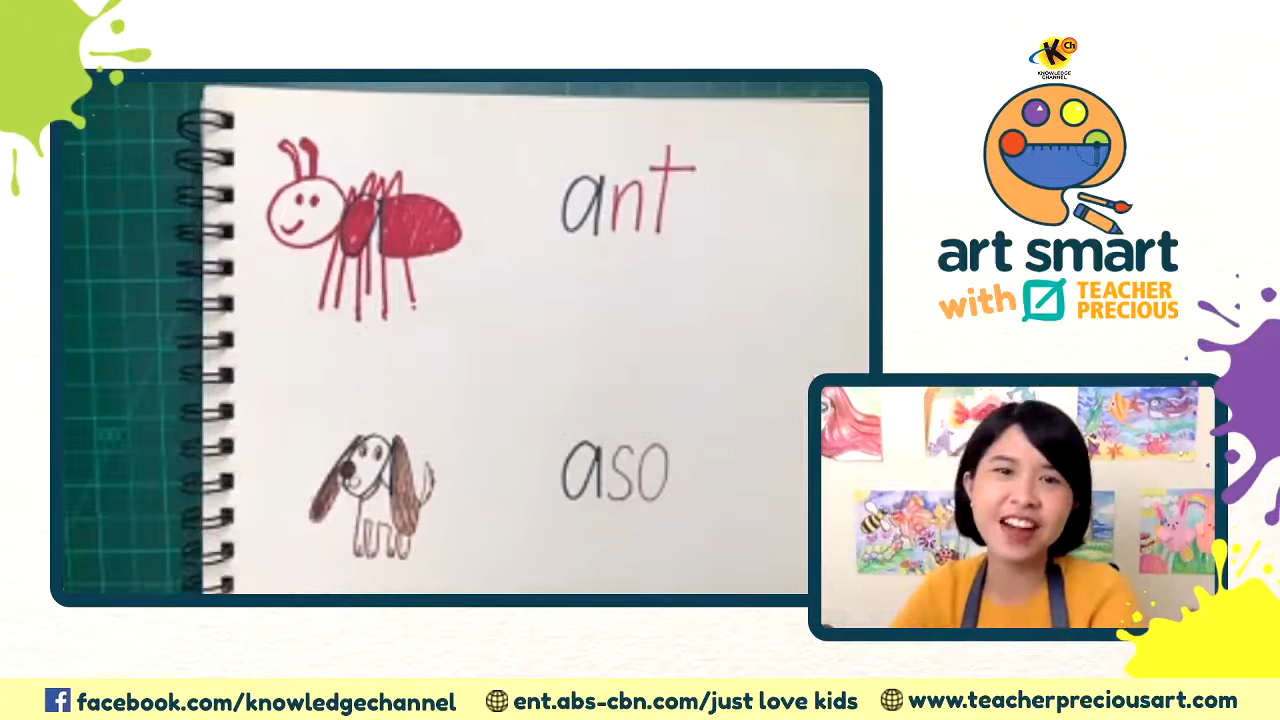 ant
aso
K Ch
KNOWLEDGE
CHANNEL
art smart
with TEACHER
PRECIOUS
facebook.com/knowledgechannel
ent.abs-cbn.com/just love kids
www.teacherpreciousart.com